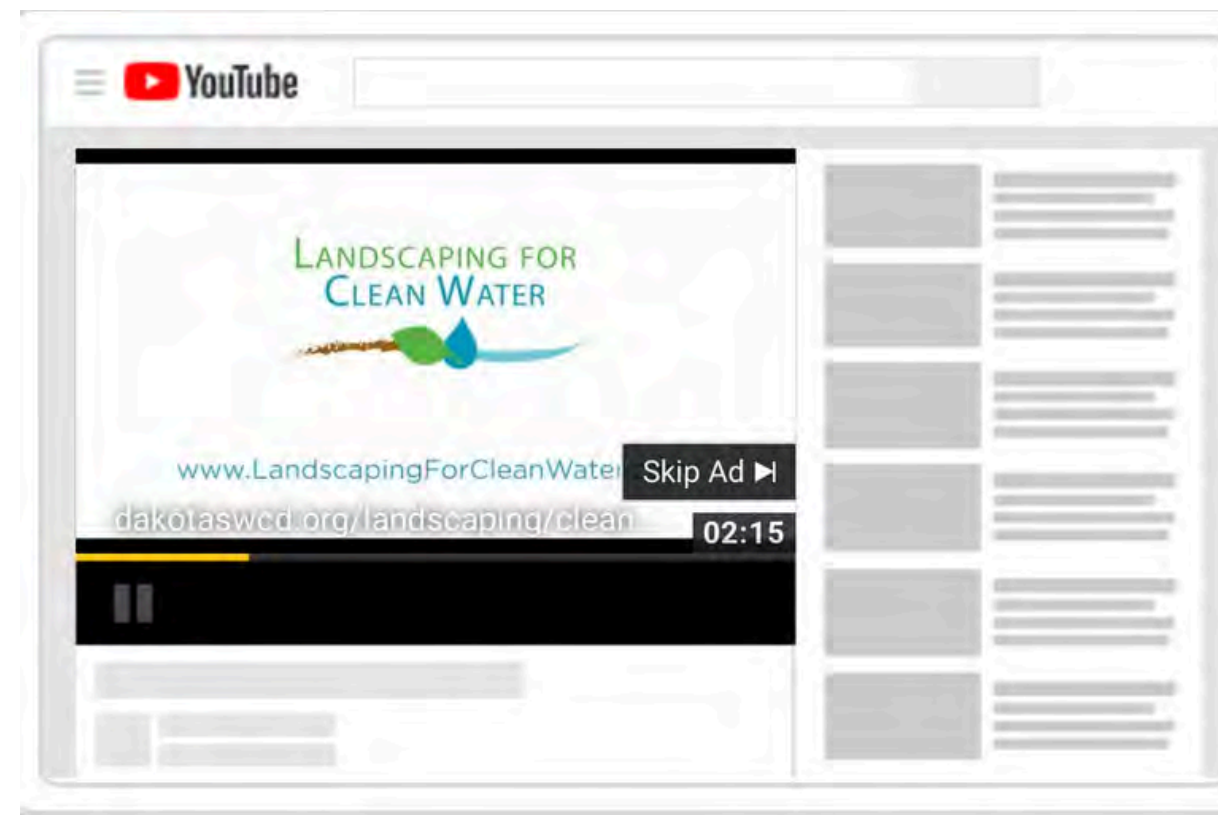 YouTube
LANDSCAPING FOR
CLEAN WATER
www.LandscapingForCleanWater
Skip Ad
dakotaswcd.org/landscaping/clean...
02:15